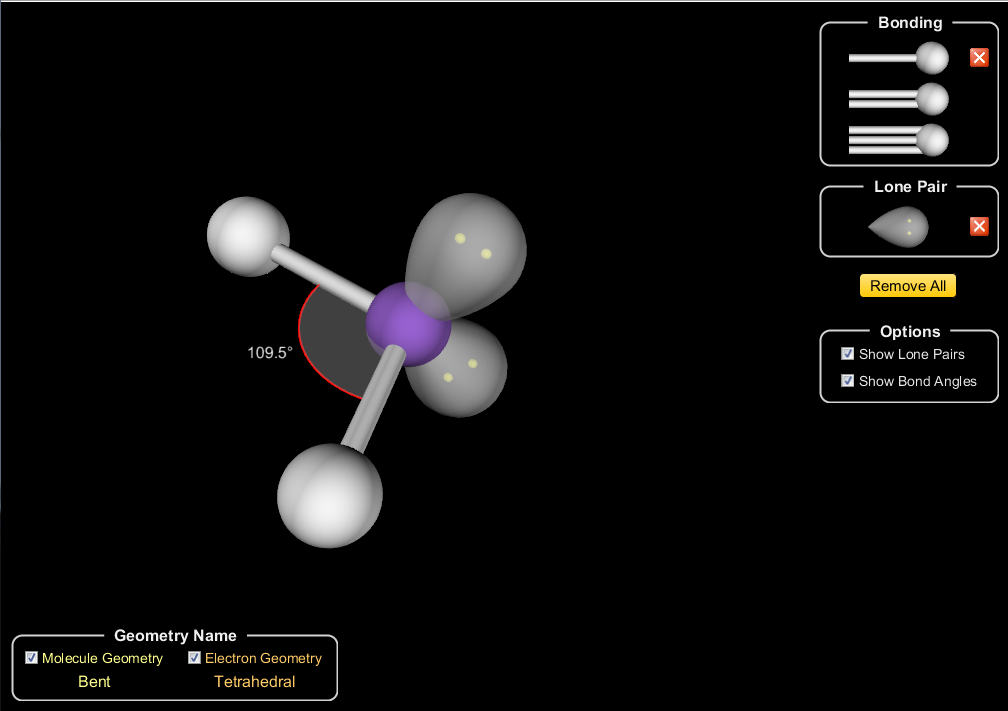 Bonding
Lone Pair
Remove All
Options
Show Lone Pairs
Show Bond Angles
109.5°
Geometry Name
Molecule Geometry Electron Geometry
Bent Tetrahedral